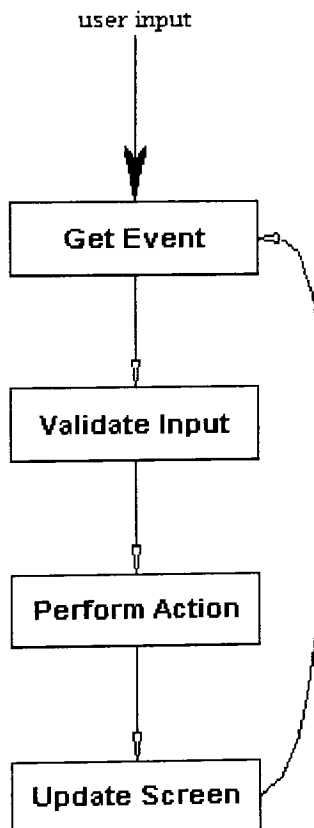 user input
Get Event
Validate Input
Perform Action
Update Screen